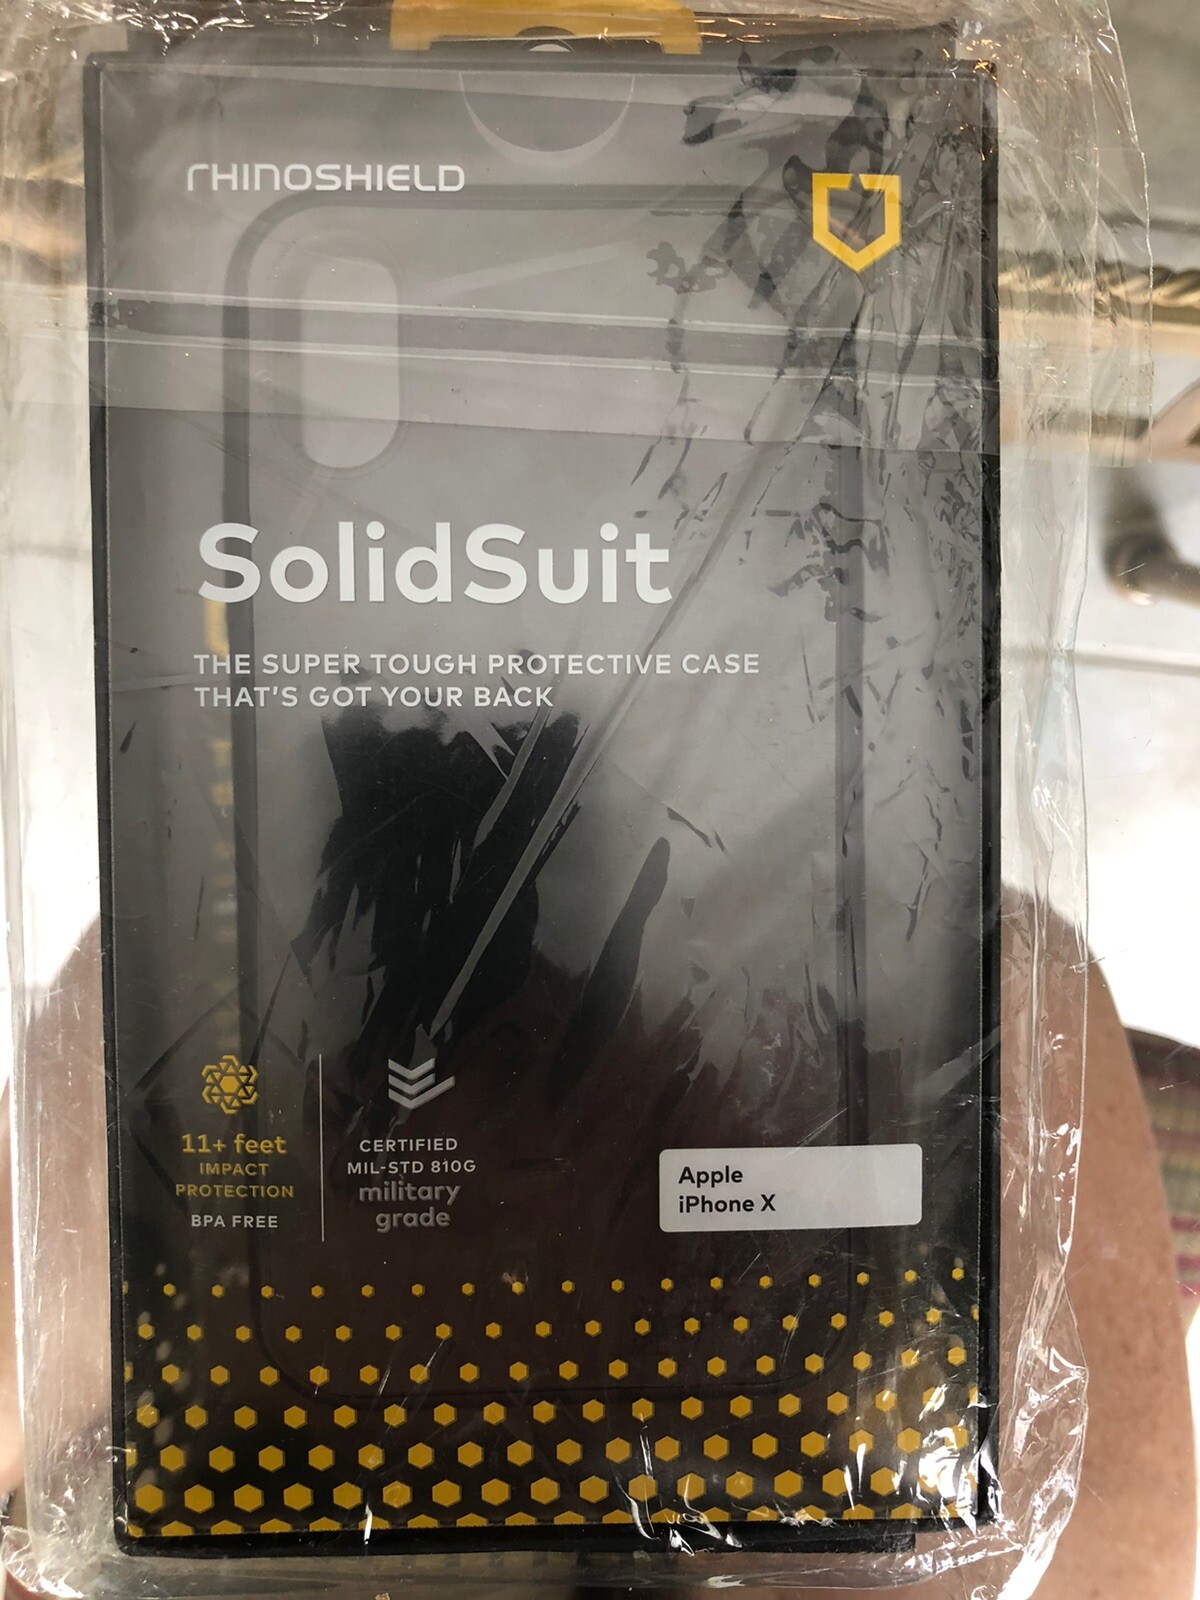 RHINOSHIELD
SolidSuit
THE SUPER TOUGH PROTECTIVE CASE
THAT'S GOT YOUR BACK
11+ feet
IMPACT
PROTECTION
BPA FREE
CERTIFIED
MIL-STD 810G
military
grade
Apple
iPhone X